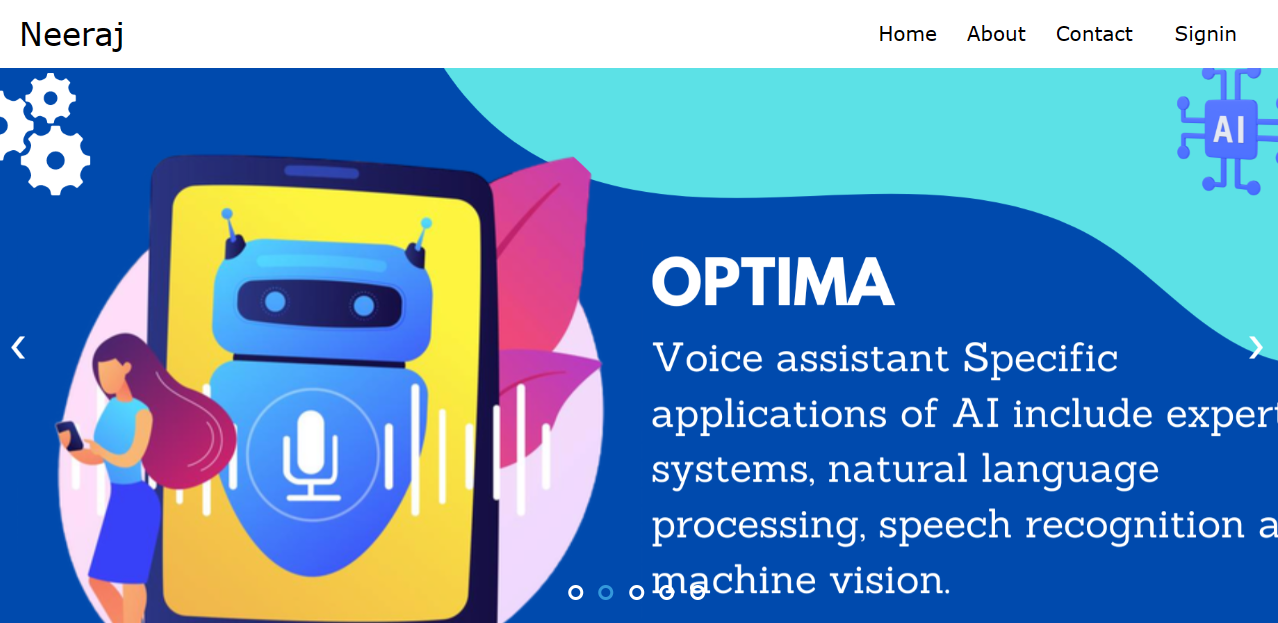 Neeraj
Home About Contact Signin
AI
OPTIMA
Voice assistant Specific
applications of AI include expert
systems, natural language
processing, speech recognition a
machine vision.